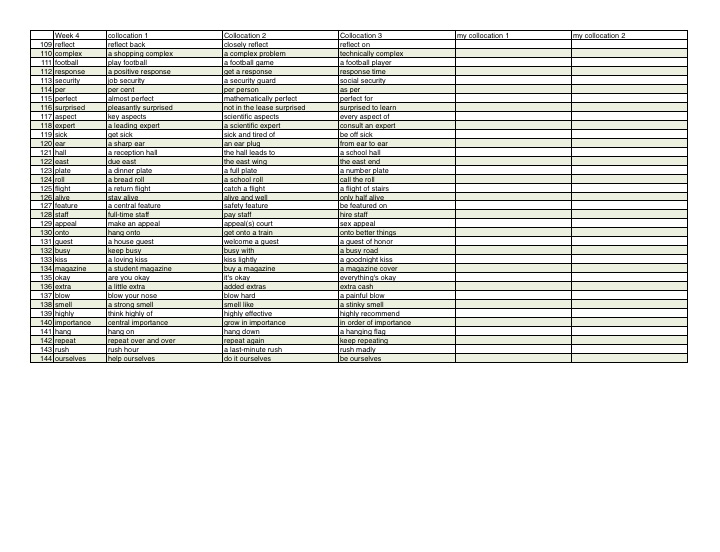 Week 4 collocation 1 Collocation 2 Collocation 3 my collocation 1 my collocation 2
109 reflect reflect back closely reflect reflect on
110 complex a shopping complex a complex problem technically complex
111 football play football a football game a football player
112 response a positive response get a response response time
113 security job security a security guard social security
114 per per cent per person as per
115 perfect almost perfect mathematically perfect perfect for
116 surprised pleasantly surprised not in the lease surprised surprised to learn
117 aspect key aspects scientific aspects every aspect of
118 expert a leading expert a scientific expert consult an expert
119 sick get sick sick and tired of be off sick
120 ear a sharp ear an ear plug from ear to ear
121 hall a reception hall the hall leads to a school hall
122 east due east the east wing the east end
123 plate a dinner plate a full plate a number plate
124 roll a bread roll a school roll call the roll
125 flight a return flight catch a flight a flight of stairs
126 alive stay alive alive and well only half alive
127 feature a central feature safety feature be featured on
128 staff full-time staff pay staff hire staff
129 appeal make an appeal appeal(s) court sex appeal
130 onto hang onto get onto a train onto better things
131 guest a house guest welcome a guest a guest of honor
132 busy keep busy busy with a busy road
133 kiss a loving kiss kiss lightly a goodnight kiss
134 magazine a student magazine buy a magazine a magazine cover
135 okay are you okay it's okay everything's okay
136 extra a little extra added extras extra cash
137 blow blow your nose blow hard a painful blow
138 smell a strong smell smell like a stinky smell
139 highly think highly of highly effective highly recommend
140 importance central importance grow in importance in order of importance
141 hang hang on hang down a hanging flag
142 repeat repeat over and over repeat again keep repeating
143 rush rush hour a last-minute rush rush madly
144 ourselves help ourselves do it ourselves be ourselves